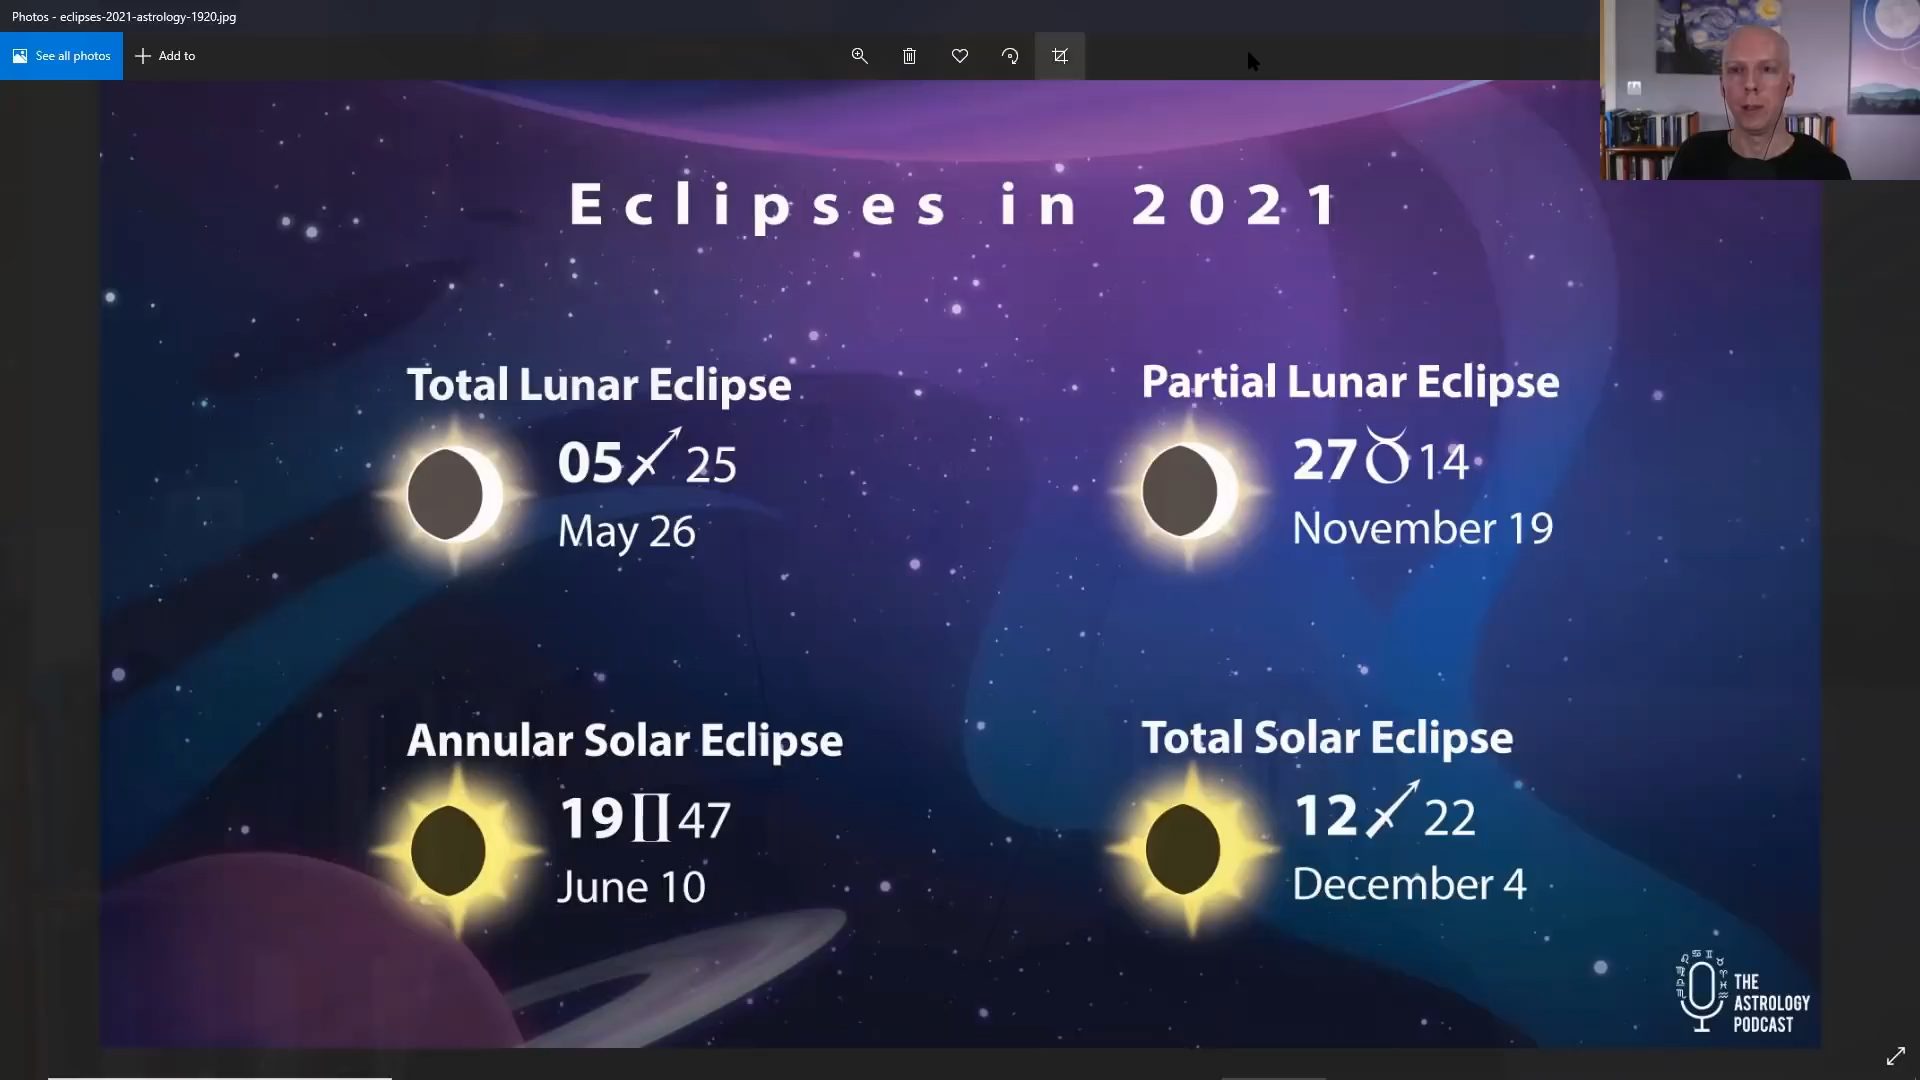 Photos - eclipses-2021-astrology-1920.jpg
See all photos
Add to
Eclipses in 2021
Total Lunar Eclipse
05♐25
May 26
Partial Lunar Eclipse
27♉14
November 19
Annular Solar Eclipse
19♊47
June 10
Total Solar Eclipse
12♐22
December 4
THE
ASTROLOGY
PODCAST